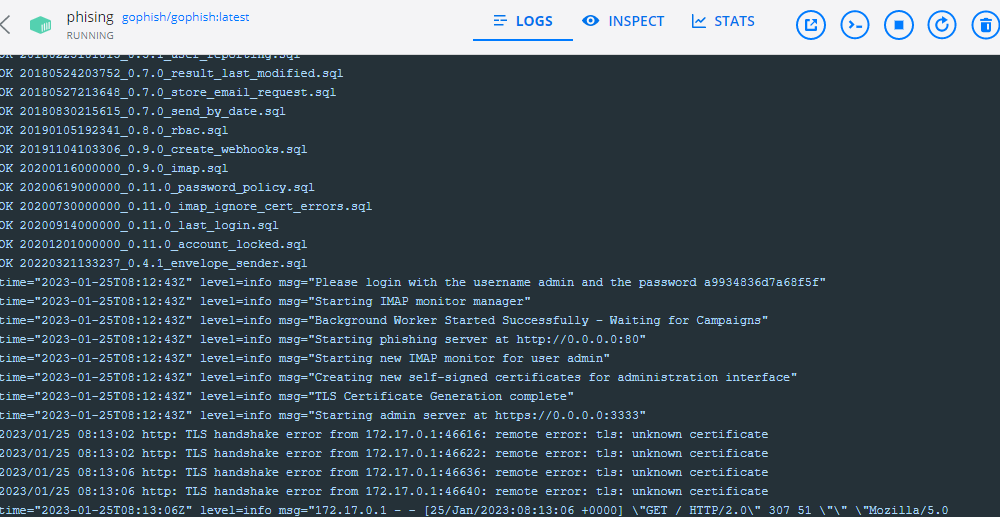 phising gophish/gophish:latest
RUNNING
LOGS
INSPECT
STATS
OK 20180524203752_0.7.0_result_last_modified.sql
OK 20180527213648_0.7.0_store_email_request.sql
OK 20180830215615_0.7.0_send_by_date.sql
OK 20190105192341_0.8.0_rbac.sql
OK 20191104103306_0.9.0_create_webhooks.sql
OK 20200116000000_0.9.0_imap.sql
OK 20200619000000_0.11.0_password_policy.sql
OK 20200730000000_0.11.0_imap_ignore_cert_errors.sql
OK 20200914000000_0.11.0_last_login.sql
OK 20201201000000_0.11.0_account_locked.sql
OK 20220321133237_0.4.1_envelope_sender.sql
time="2023-01-25T08:12:43Z" level=info msg="Please login with the username admin and the password a9934836d7a68f5f"
time="2023-01-25T08:12:43Z" level=info msg="Starting IMAP monitor manager"
time="2023-01-25T08:12:43Z" level=info msg="Background Worker Started Successfully - Waiting for Campaigns"
time="2023-01-25T08:12:43Z" level=info msg="Starting phishing server at http://0.0.0.0:80"
time="2023-01-25T08:12:43Z" level=info msg="Starting new IMAP monitor for user admin"
time="2023-01-25T08:12:43Z" level=info msg="Creating new self-signed certificates for administration interface"
time="2023-01-25T08:12:43Z" level=info msg="TLS Certificate Generation complete"
time="2023-01-25T08:12:43Z" level=info msg="Starting admin server at https://0.0.0.0:3333"
2023/01/25 08:13:02 http: TLS handshake error from 172.17.0.1:46616: remote error: tls: unknown certificate
2023/01/25 08:13:02 http: TLS handshake error from 172.17.0.1:46622: remote error: tls: unknown certificate
2023/01/25 08:13:06 http: TLS handshake error from 172.17.0.1:46636: remote error: tls: unknown certificate
2023/01/25 08:13:06 http: TLS handshake error from 172.17.0.1:46640: remote error: tls: unknown certificate
time="2023-01-25T08:13:06Z" level=info msg="172.17.0.1 - - [25/Jan/2023:08:13:06 +0000] \"GET / HTTP/2.0\" 307 51 \"\" \"Mozilla/5.0